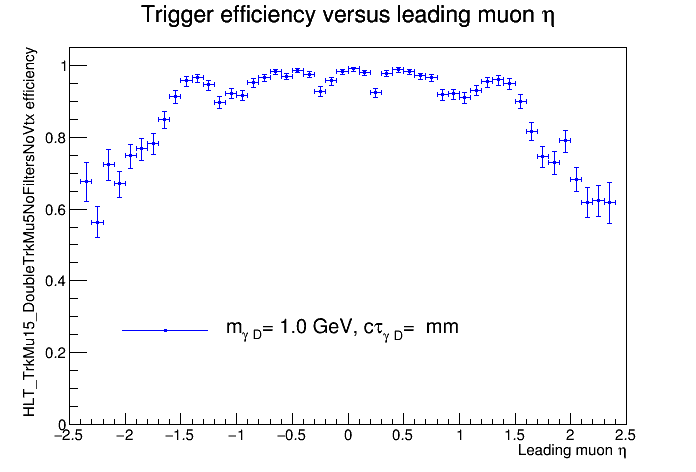 Trigger efficiency versus leading muon η
HLT_TrkMu15_DoubleTrkMu5NoFiltersNoVtx efficiency
1
0.8
0.6
0.4
0.2
0
m_γ D= 1.0 GeV, cτ_γ D=  mm
−2.5 −2 −1.5 −1 −0.5 0 0.5 1 1.5 2 2.5
Leading muon η